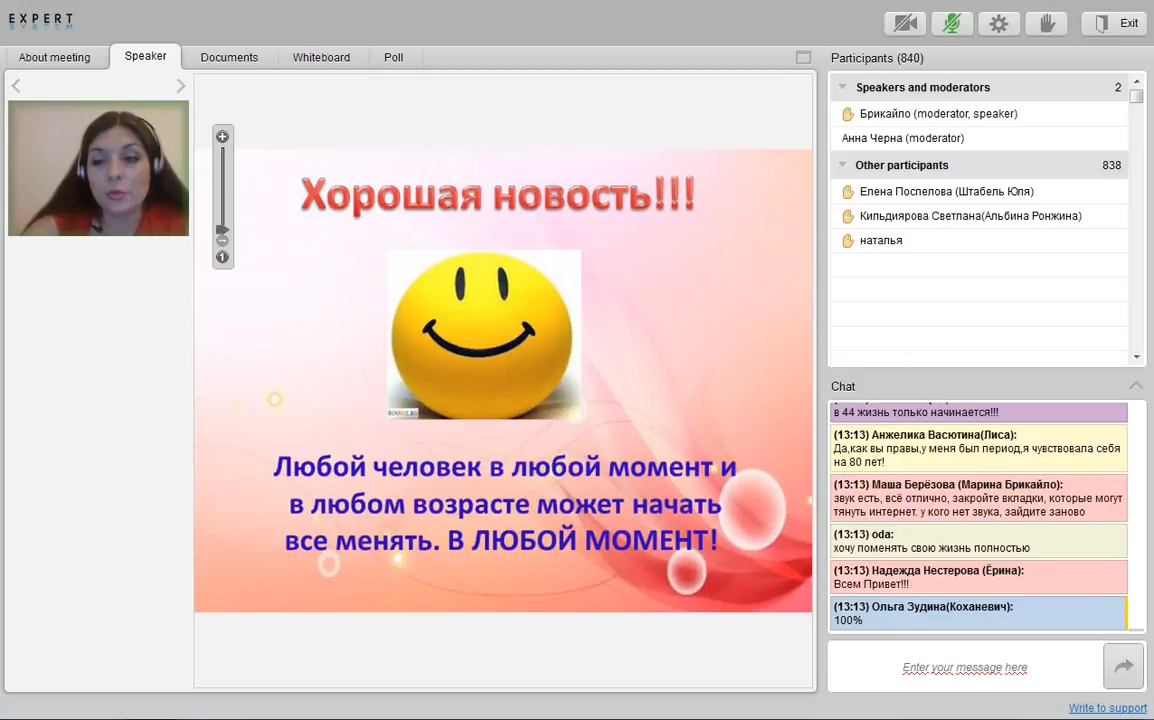 EXPERT
SYSTEM
Exit
About meeting
Speaker
Documents
Whiteboard
Poll
Хорошая новость!!!
Любой человек в любой момент и
в любом возрасте может начать
все менять. В ЛЮБОЙ МОМЕНТ!
Participants (840)
Speakers and moderators 2
Брикайло (moderator, speaker)
Анна Черна (moderator)
Other participants 838
Елена Поспелова (Штабель Юля)
Кильдиярова Светлана(Альбина Ронжина)
наталья
Chat
в 44 жизнь только начинается!!!
(13:13) Анжелика Васютина(Лиса):
Да,как вы правы,у меня был период,я чувствовала себя
на 80 лет!
(13:13) Маша Берёзова (Марина Брикайло):
звук есть, всё отлично, закройте вкладки, которые могут
тянуть интернет. у кого нет звука, зайдите заново
(13:13) oda:
хочу поменять свою жизнь полностью
(13:13) Надежда Нестерова (Ёрина):
Всем Привет!!!
(13:13) Ольга Зудина(Коханевич):
100%
Enter your message here
Write to support